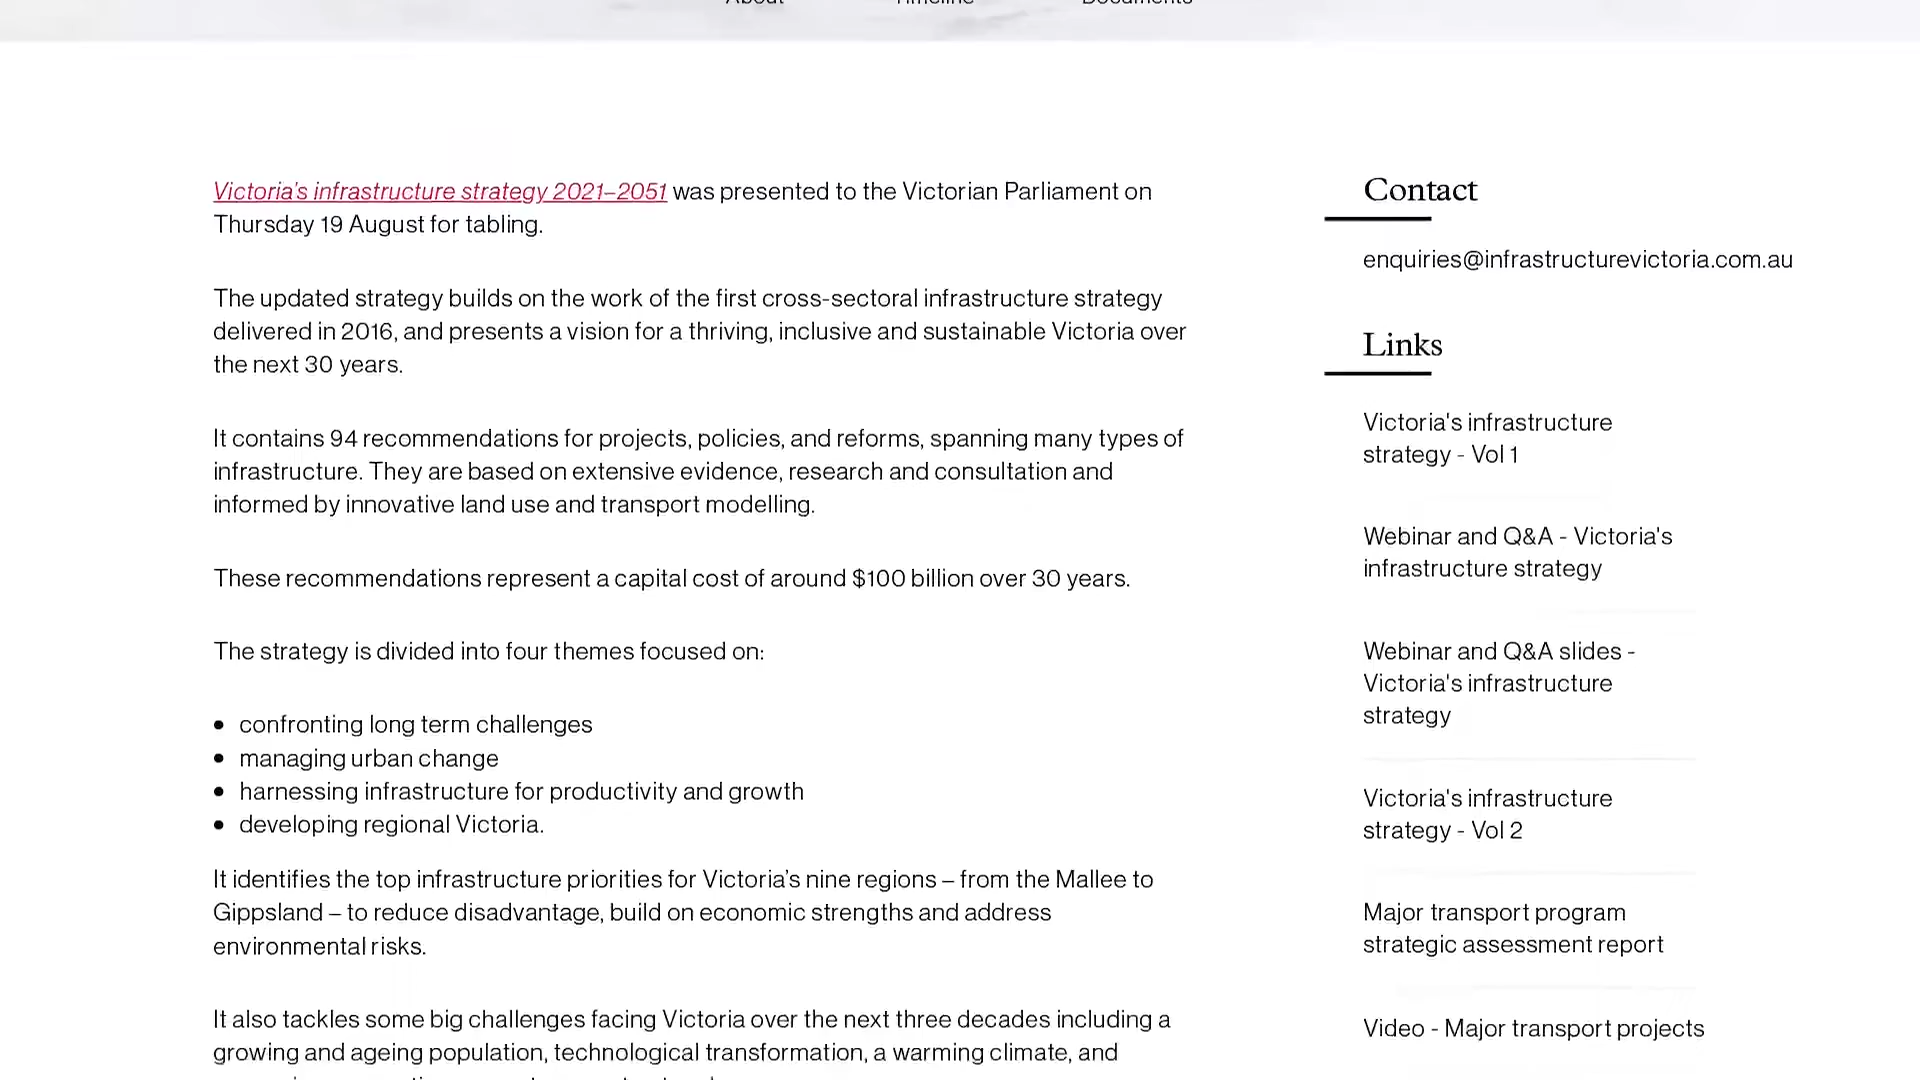 About Timeline Documents
Victoria's infrastructure strategy 2021–2051 was presented to the Victorian Parliament on
Thursday 19 August for tabling.
The updated strategy builds on the work of the first cross-sectoral infrastructure strategy
delivered in 2016, and presents a vision for a thriving, inclusive and sustainable Victoria over
the next 30 years.
It contains 94 recommendations for projects, policies, and reforms, spanning many types of
infrastructure. They are based on extensive evidence, research and consultation and
informed by innovative land use and transport modelling.
These recommendations represent a capital cost of around $100 billion over 30 years.
The strategy is divided into four themes focused on:
• confronting long term challenges
• managing urban change
• harnessing infrastructure for productivity and growth
• developing regional Victoria.
It identifies the top infrastructure priorities for Victoria’s nine regions – from the Mallee to
Gippsland – to reduce disadvantage, build on economic strengths and address
environmental risks.
It also tackles some big challenges facing Victoria over the next three decades including a
growing and ageing population, technological transformation, a warming climate, and
Contact
enquiries@infrastructurevictoria.com.au
Links
Victoria's infrastructure
strategy - Vol 1
Webinar and Q&A - Victoria's
infrastructure strategy
Webinar and Q&A slides -
Victoria's infrastructure
strategy
Victoria's infrastructure
strategy - Vol 2
Major transport program
strategic assessment report
Video - Major transport projects